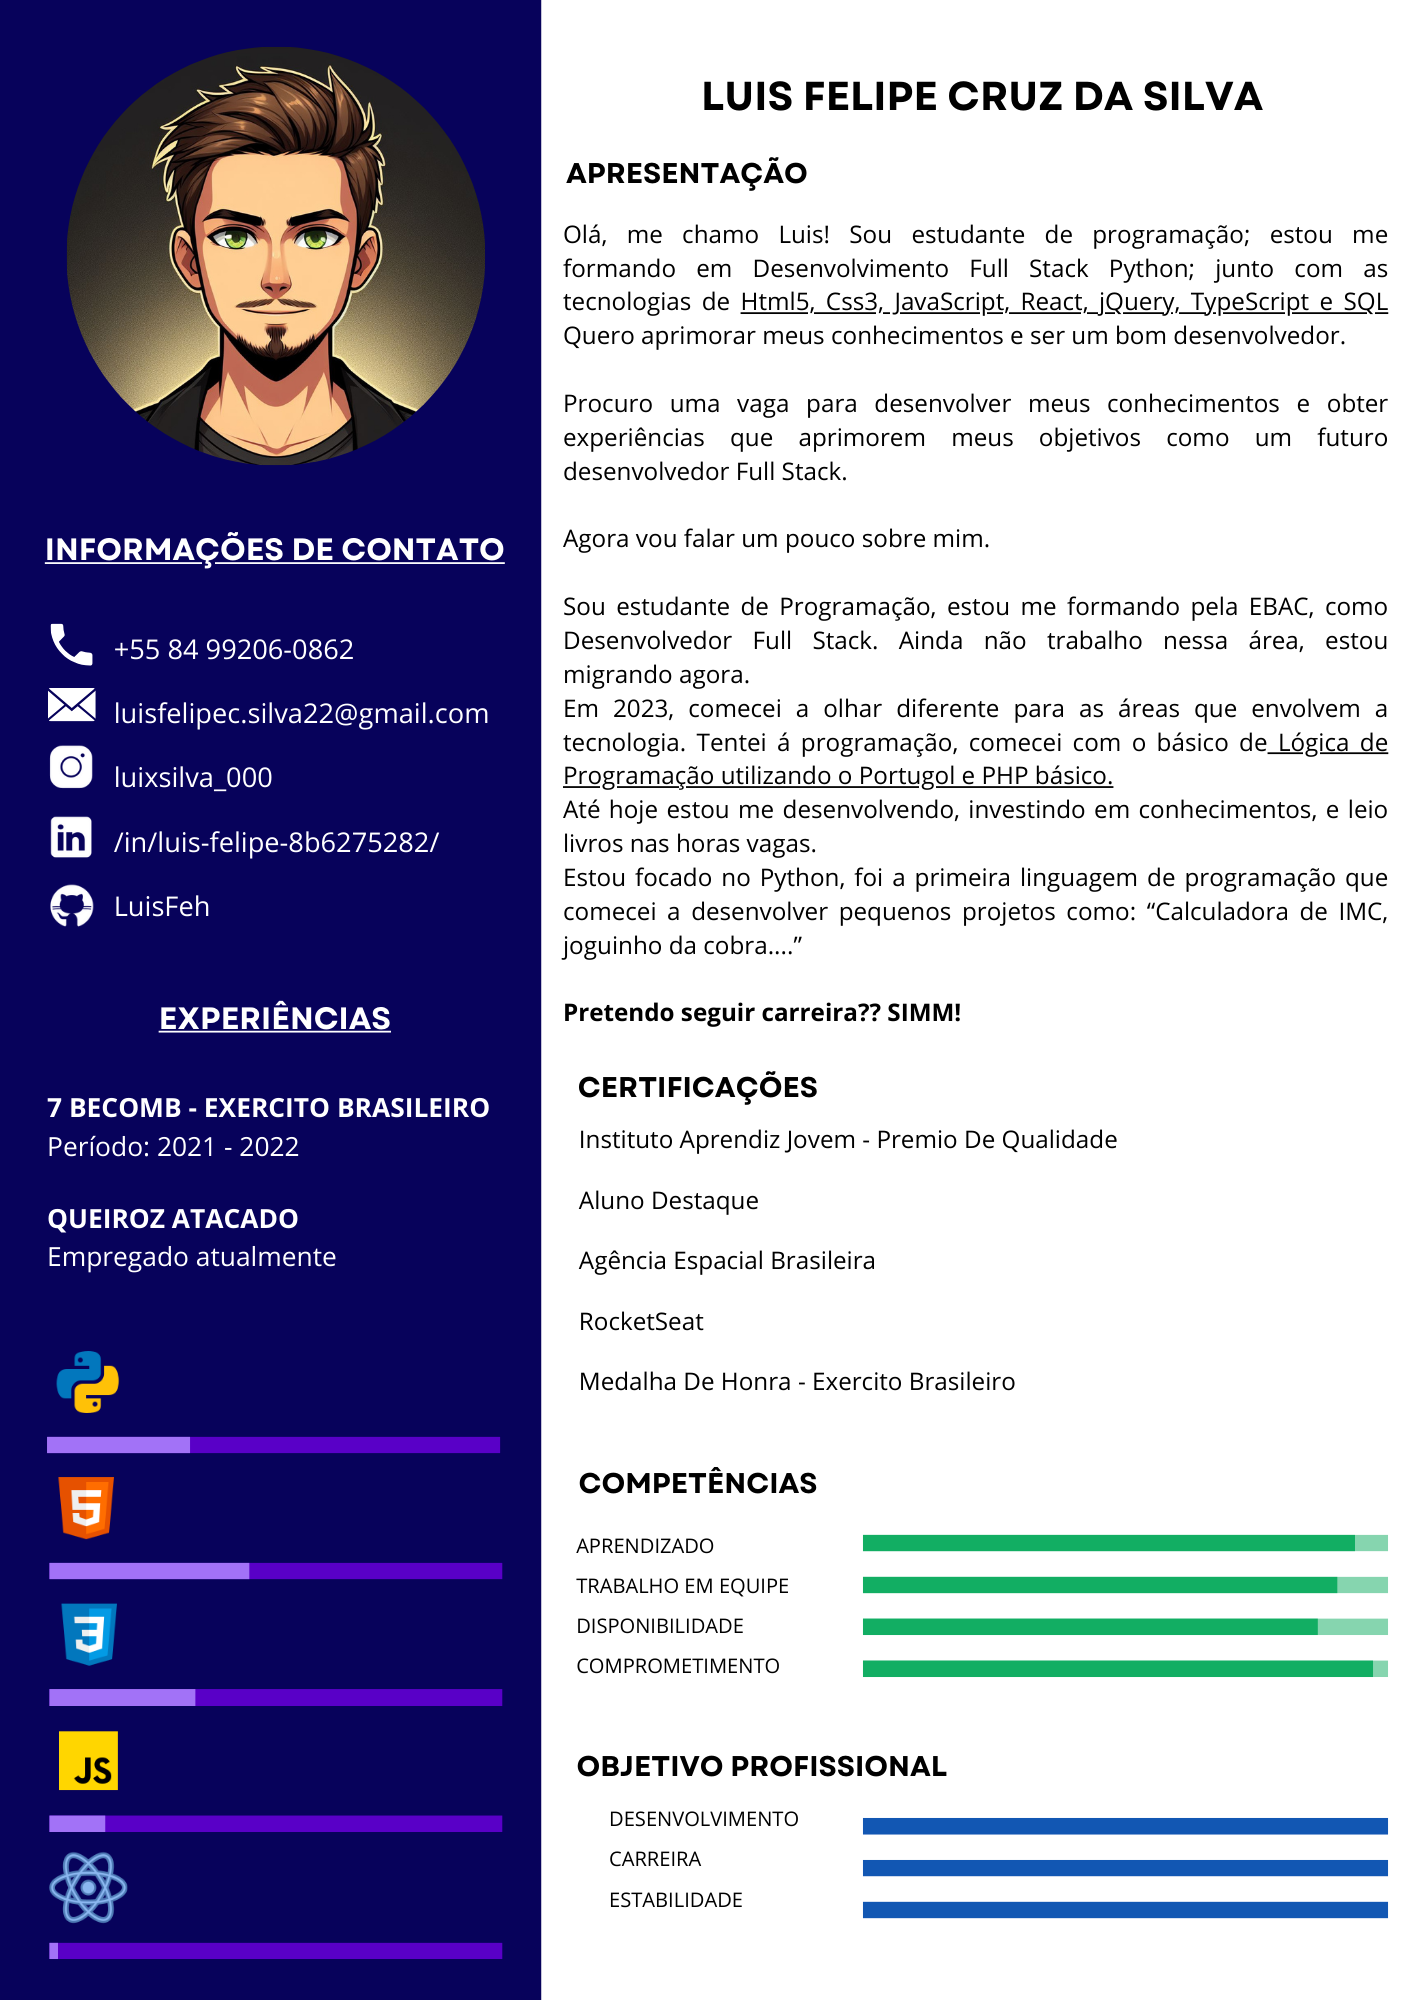 INFORMAÇÕES DE CONTATO
+55 84 99206-0862
luisfelipec.silva22@gmail.com
luixsilva_000
/in/luis-felipe-8b6275282/
LuisFeh
EXPERIÊNCIAS
7 BECOMB - EXERCITO BRASILEIRO
Período: 2021 - 2022
QUEIROZ ATACADO
Empregado atualmente
JS
LUIS FELIPE CRUZ DA SILVA
APRESENTAÇÃO
Olá, me chamo Luis! Sou estudante de programação; estou me
formando em Desenvolvimento Full Stack Python; junto com as
tecnologias de Html5, Css3, JavaScript, React, jQuery, TypeScript e SQL
Quero aprimorar meus conhecimentos e ser um bom desenvolvedor.
Procuro uma vaga para desenvolver meus conhecimentos e obter
experiências que aprimorem meus objetivos como um futuro
desenvolvedor Full Stack.
Agora vou falar um pouco sobre mim.
Sou estudante de Programação, estou me formando pela EBAC, como
Desenvolvedor Full Stack. Ainda não trabalho nessa área, estou
migrando agora.
Em 2023, comecei a olhar diferente para as áreas que envolvem a
tecnologia. Tentei á programação, comecei com o básico de Lógica de
Programação utilizando o Portugol e PHP básico.
Até hoje estou me desenvolvendo, investindo em conhecimentos, e leio
livros nas horas vagas.
Estou focado no Python, foi a primeira linguagem de programação que
comecei a desenvolver pequenos projetos como: “Calculadora de IMC,
joguinho da cobra....”
Pretendo seguir carreira?? SIMM!
CERTIFICAÇÕES
Instituto Aprendiz Jovem - Premio De Qualidade
Aluno Destaque
Agência Espacial Brasileira
RocketSeat
Medalha De Honra - Exercito Brasileiro
COMPETÊNCIAS
APRENDIZADO
TRABALHO EM EQUIPE
DISPONIBILIDADE
COMPROMETIMENTO
OBJETIVO PROFISSIONAL
DESENVOLVIMENTO
CARREIRA
ESTABILIDADE